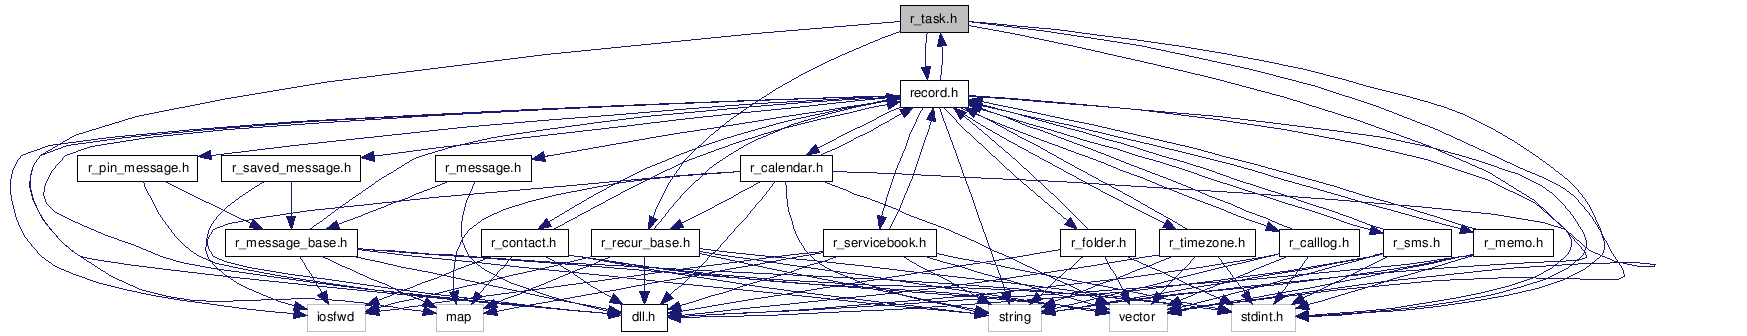 r_task.h
record.h
r_pin_message.h
r_saved_message.h
r_message.h
r_calendar.h
r_message_base.h
r_contact.h
r_recur_base.h
r_servicebook.h
r_folder.h
r_timezone.h
r_calllog.h
r_sms.h
r_memo.h
iosfwd
map
dll.h
string
vector
stdint.h